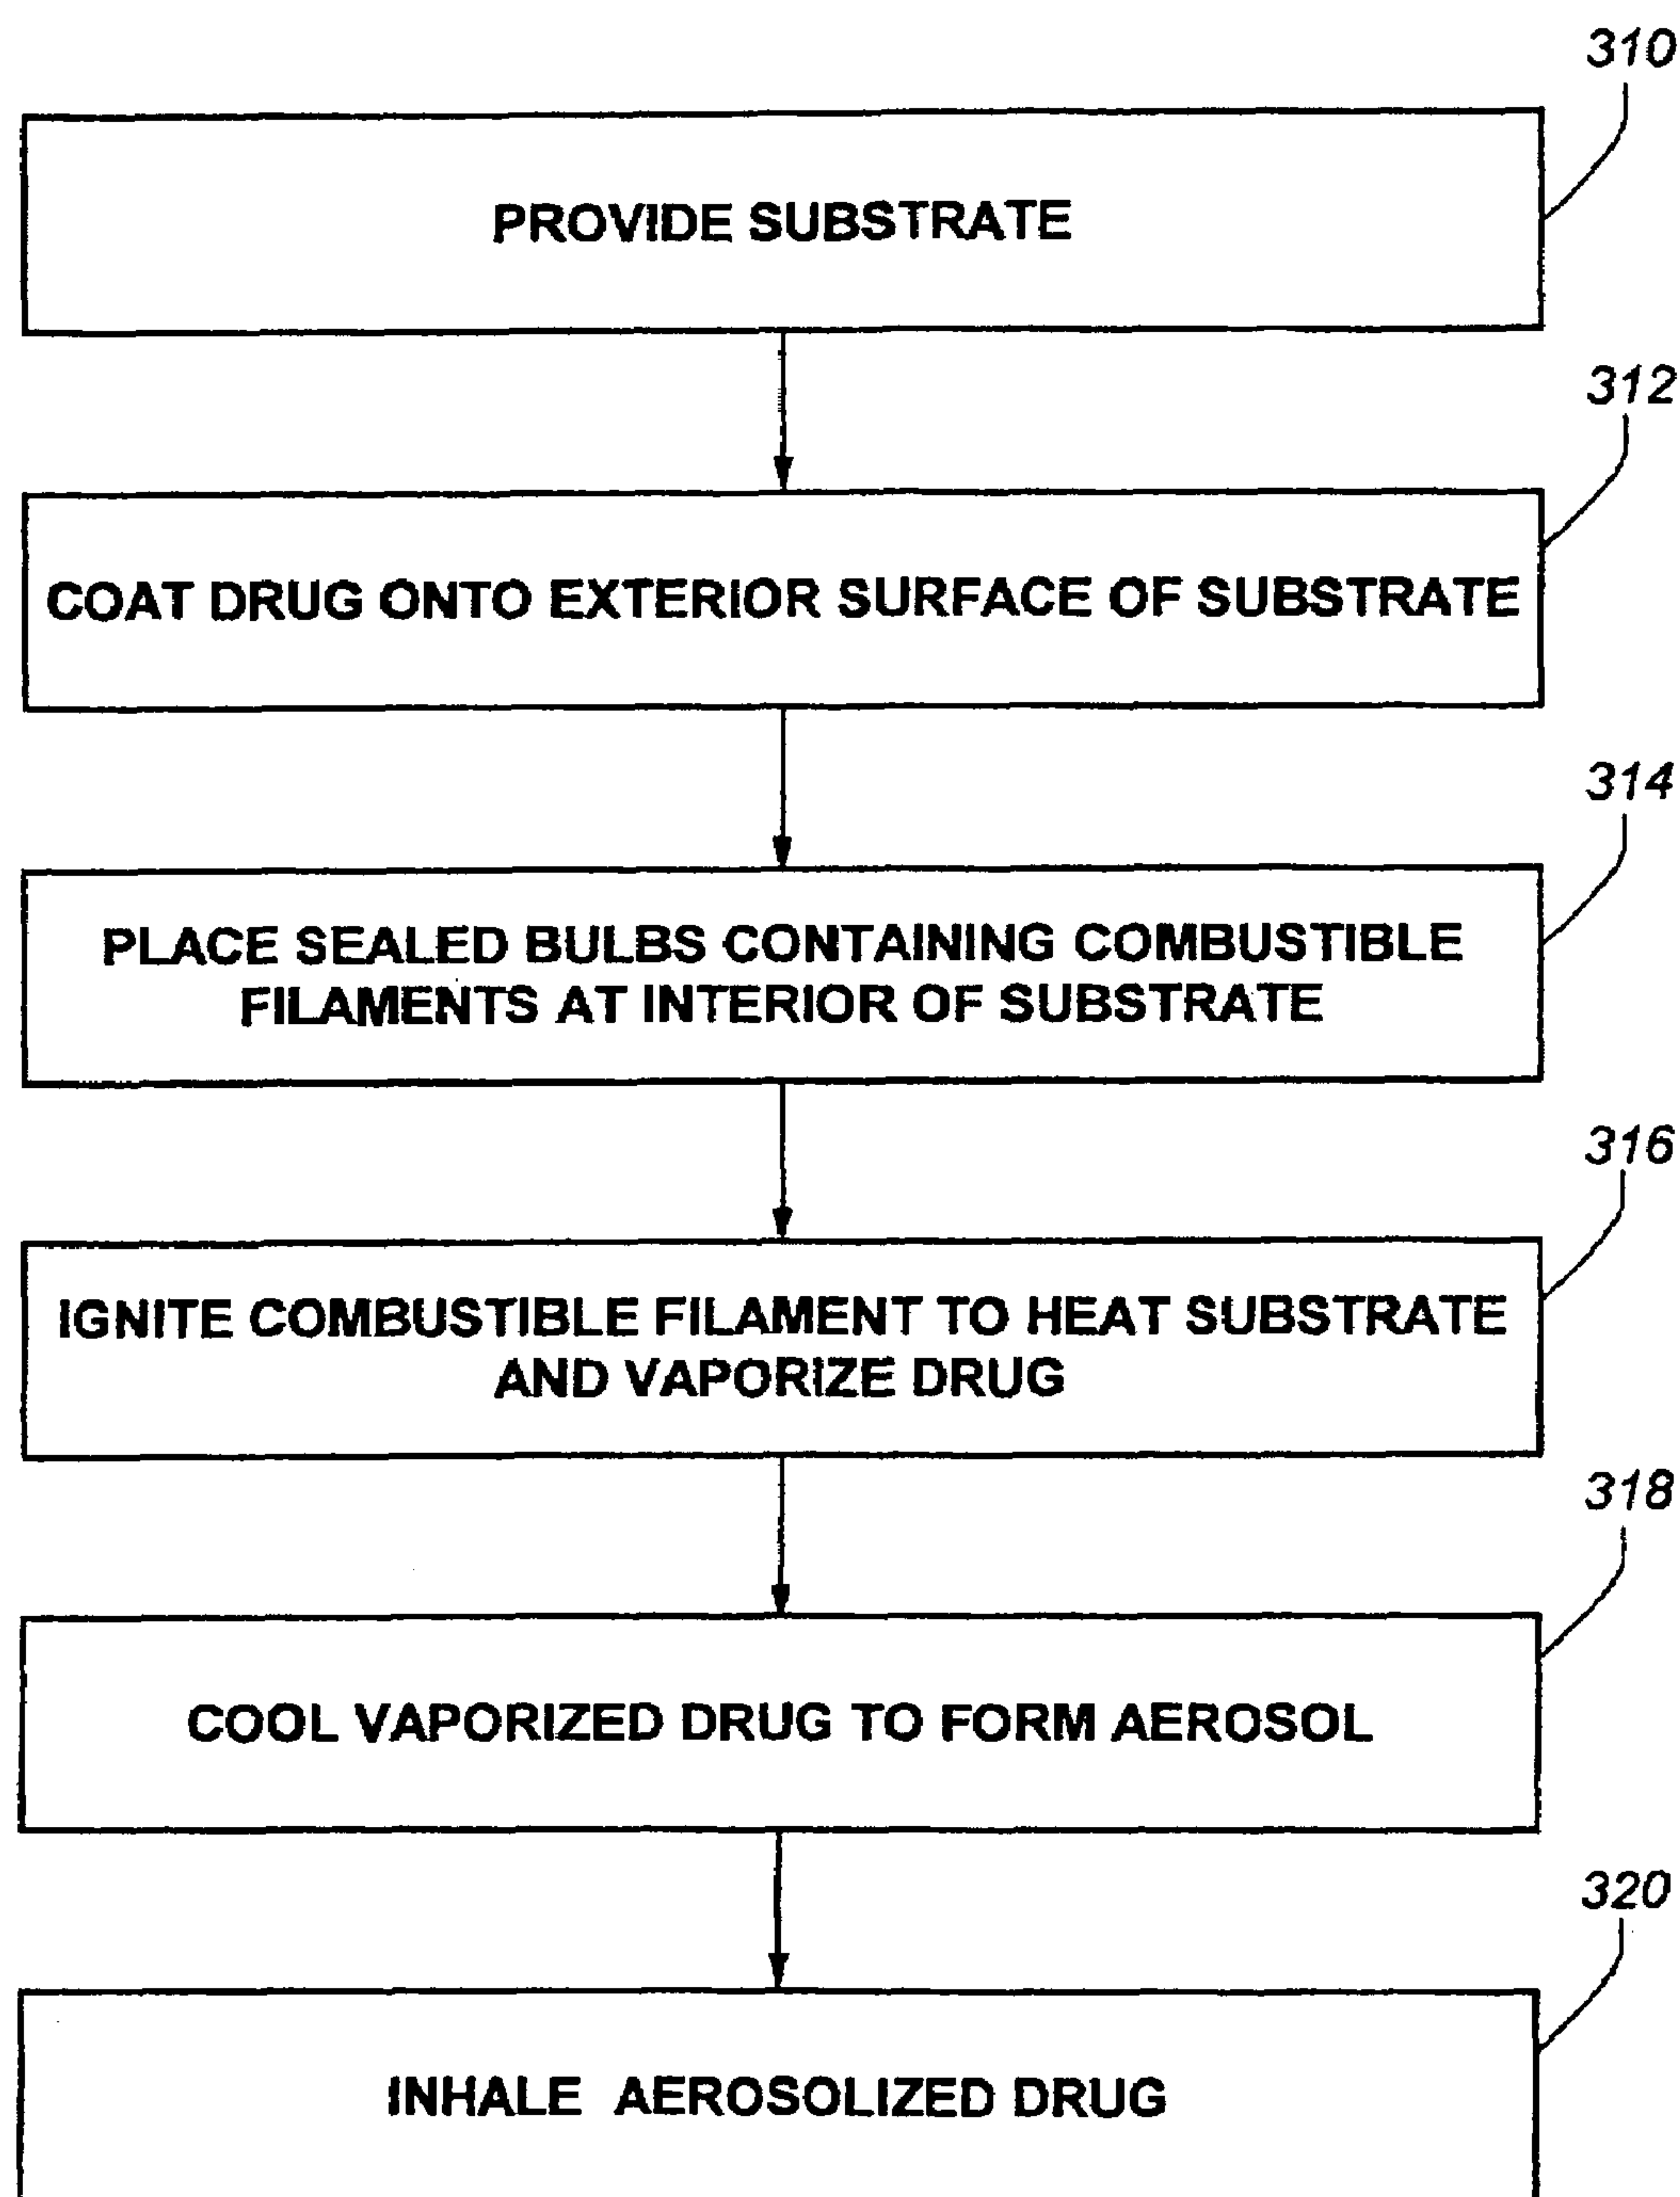 310
PROVIDE SUBSTRATE
312
COAT DRUG ONTO EXTERIOR SURFACE OF SUBSTRATE
314
PLACE SEALED BULBS CONTAINING COMBUSTIBLE
FILAMENTS AT INTERIOR OF SUBSTRATE
316
IGNITE COMBUSTIBLE FILAMENT TO HEAT SUBSTRATE
AND VAPORIZE DRUG
318
COOL VAPORIZED DRUG TO FORM AEROSOL
320
INHALE AEROSOLIZED DRUG